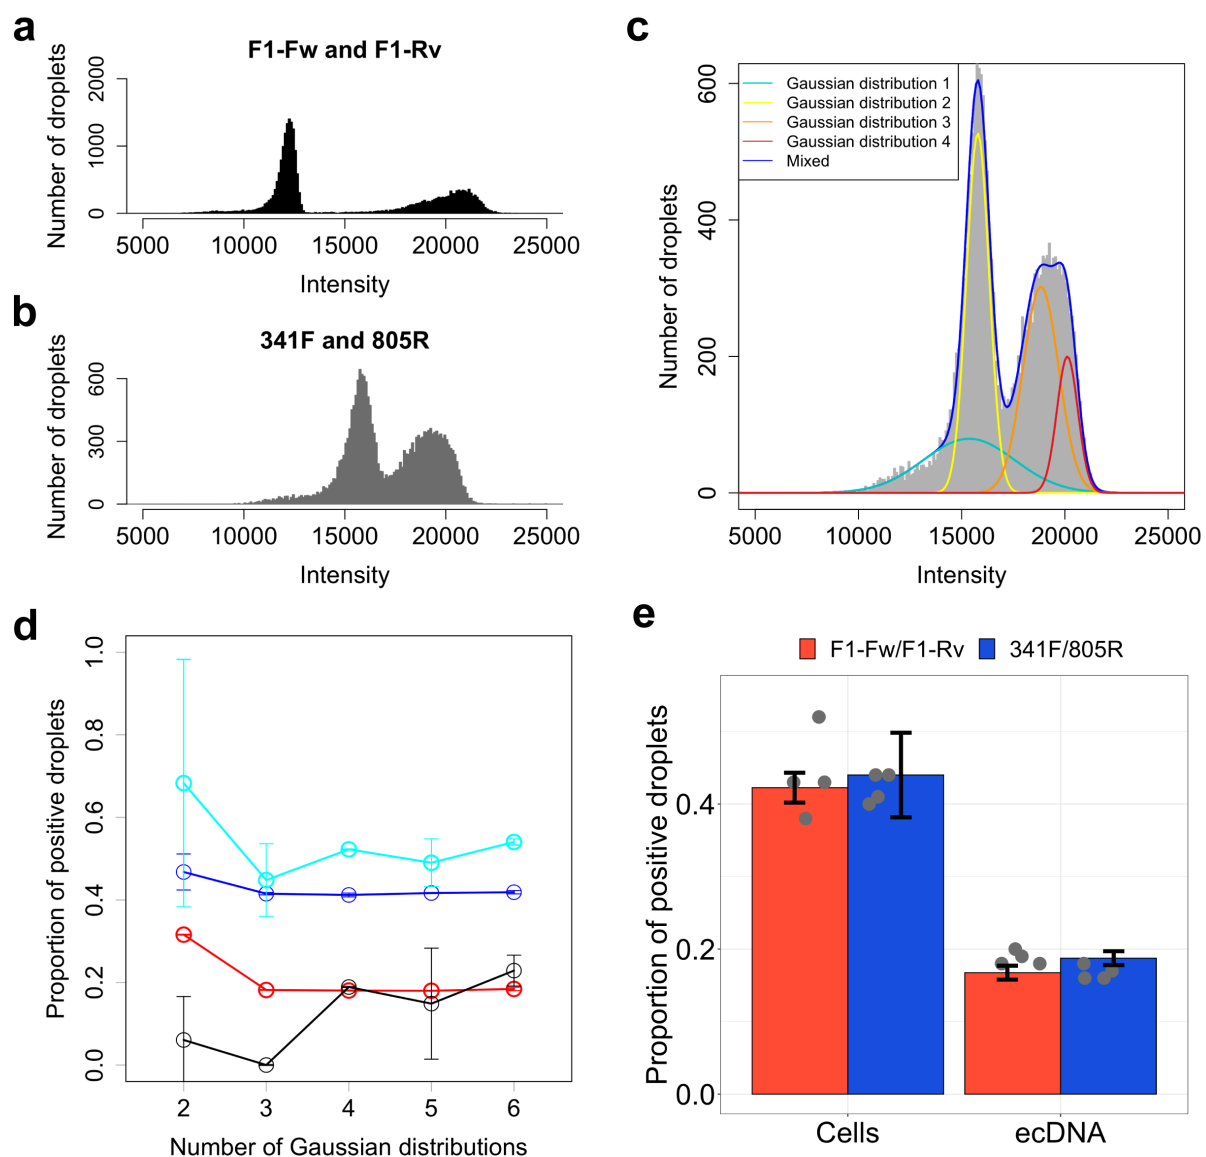 a
F1-Fw and F1-Rv
Number of droplets
0 1000 2000
5000 10000 15000 20000 25000
Intensity
b
341F and 805R
Number of droplets
0 300 600
5000 10000 15000 20000 25000
Intensity
c
Gaussian distribution 1
Gaussian distribution 2
Gaussian distribution 3
Gaussian distribution 4
Mixed
Number of droplets
0 200 400 600
5000 10000 15000 20000 25000
Intensity
d
Proportion of positive droplets
0.0 0.2 0.4 0.6 0.8 1.0
2 3 4 5 6
Number of Gaussian distributions
e
F1-Fw/F1-Rv 341F/805R
Proportion of positive droplets
0.4
0.2
0.0
Cells ecDNA